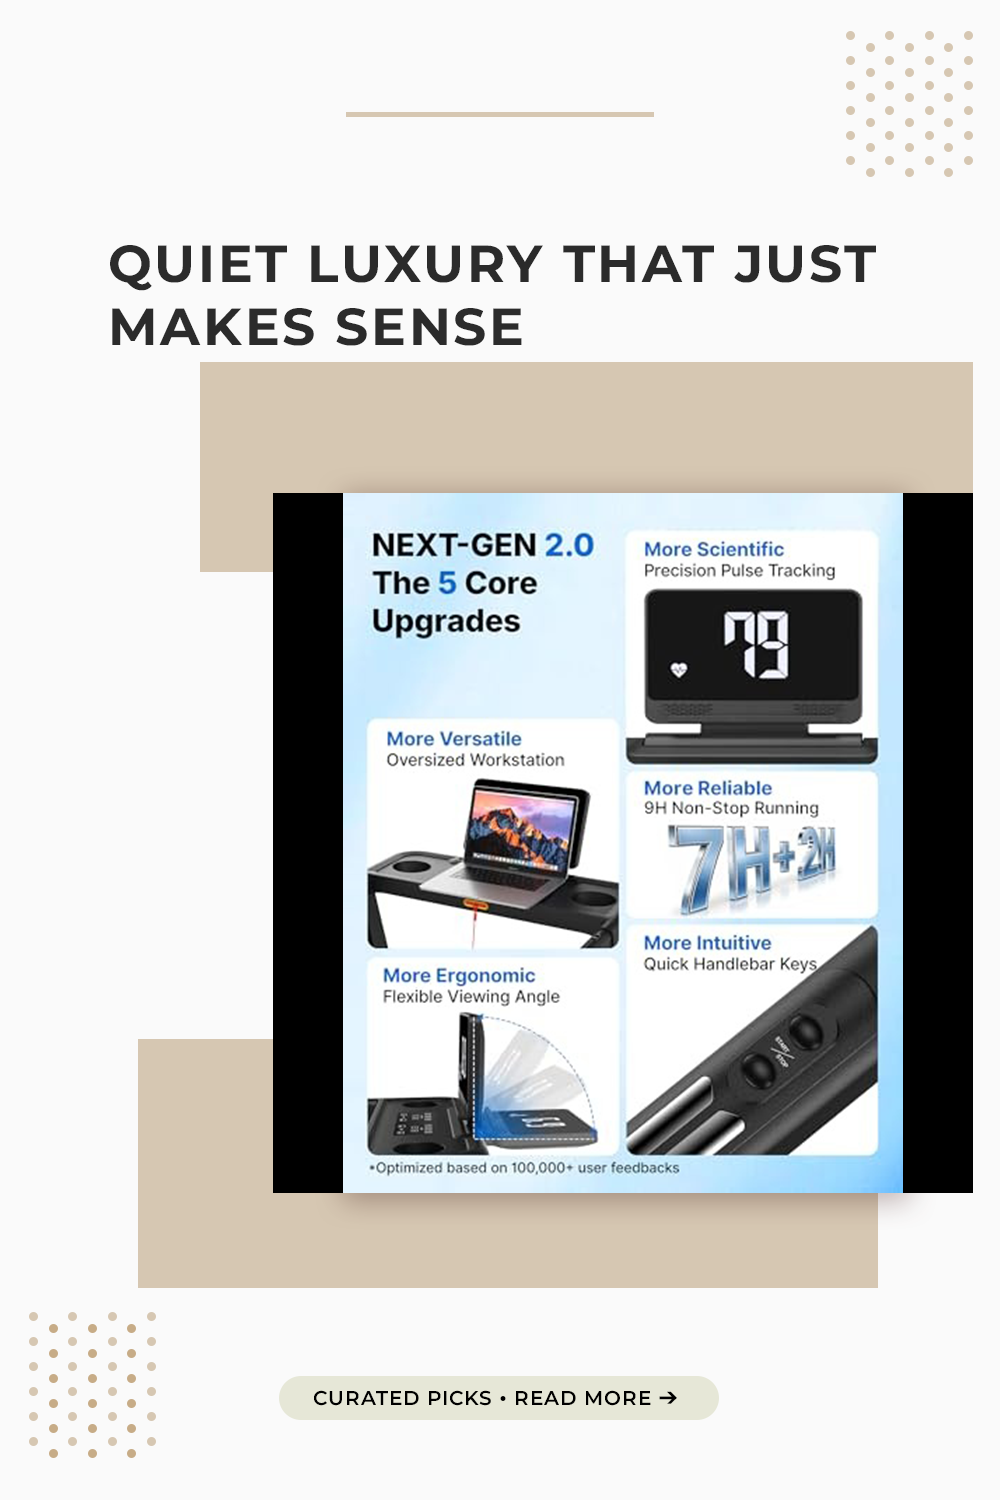 QUIET LUXURY THAT JUST
MAKES SENSE
NEXT-GEN 2.0
The 5 Core
Upgrades
More Scientific
Precision Pulse Tracking
79
More Versatile
Oversized Workstation
More Reliable
9H Non-Stop Running
7H+2H
More Intuitive
Quick Handlebar Keys
START/
STOP
More Ergonomic
Flexible Viewing Angle
*Optimized based on 100,000+ user feedbacks
CURATED PICKS • READ MORE ➔